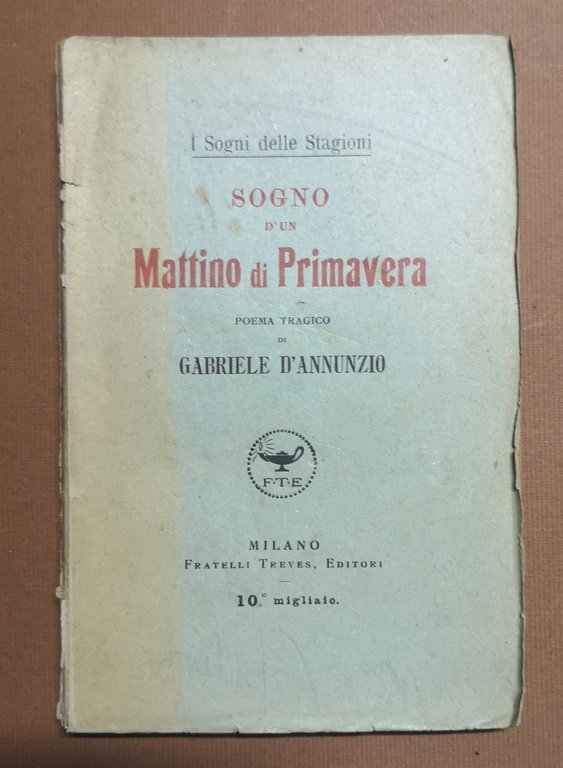 I Sogni delle Stagioni
SOGNO
D'UN
Mattino di Primavera
POEMA TRAGICO
DI
GABRIELE D'ANNUNZIO
F·T·E
MILANO
FRATELLI TREVES, EDITORI
10.° migliaio.